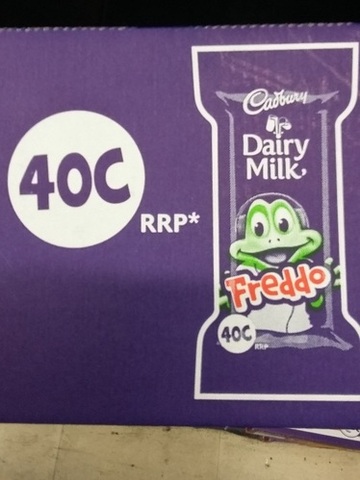 40C
RRP*
Cadbury
Dairy
Milk
Freddo
40C
RRP